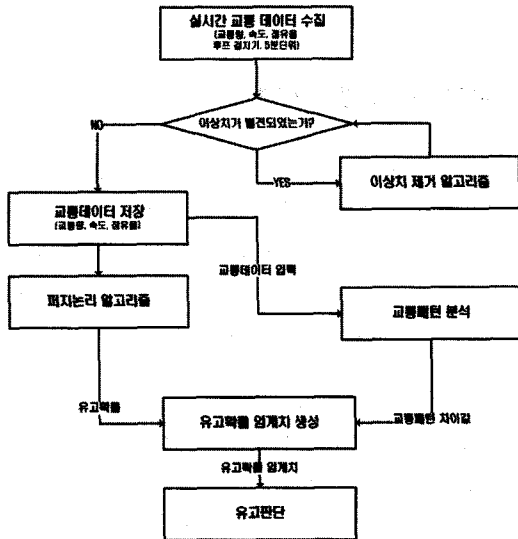 실시간 교통 데이터 수집
(교통량, 속도, 점유율
루프 검지기, 5분단위)
이상치가 발견되었는가?
NO
YES
이상치 제거 알고리즘
교통데이터 저장
(교통량, 속도, 점유율)
교통데이터 입력
퍼지논리 알고리즘
교통패턴 분석
유고확률
교통패턴 차이값
유고확률 임계치 생성
유고확률 임계치
유고판단